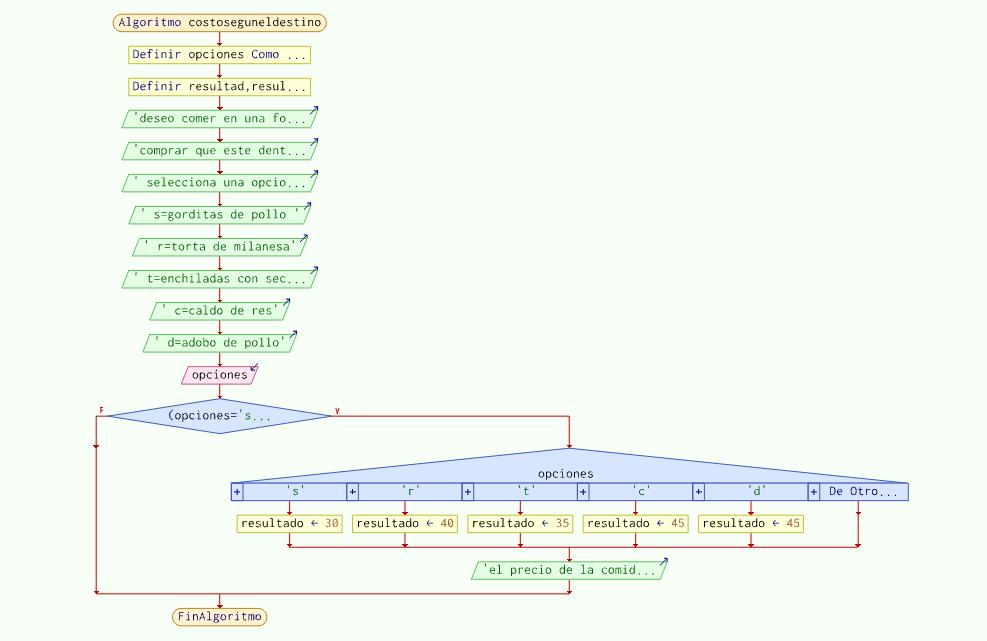 Algoritmo costoseguneldestino
Definir opciones Como ...
Definir resultad,resul...
'deseo comer en una fo...
'comprar que este dent...
' selecciona una opcio...
' s=gorditas de pollo '
' r=torta de milanesa'
' t=enchiladas con sec...
' c=caldo de res'
' d=adobo de pollo'
opciones
F (opciones='s... V
opciones
+ 's' + 'r' + 't' + 'c' + 'd' + De Otro...
resultado ← 30 resultado ← 40 resultado ← 35 resultado ← 45 resultado ← 45
'el precio de la comid...
FinAlgoritmo